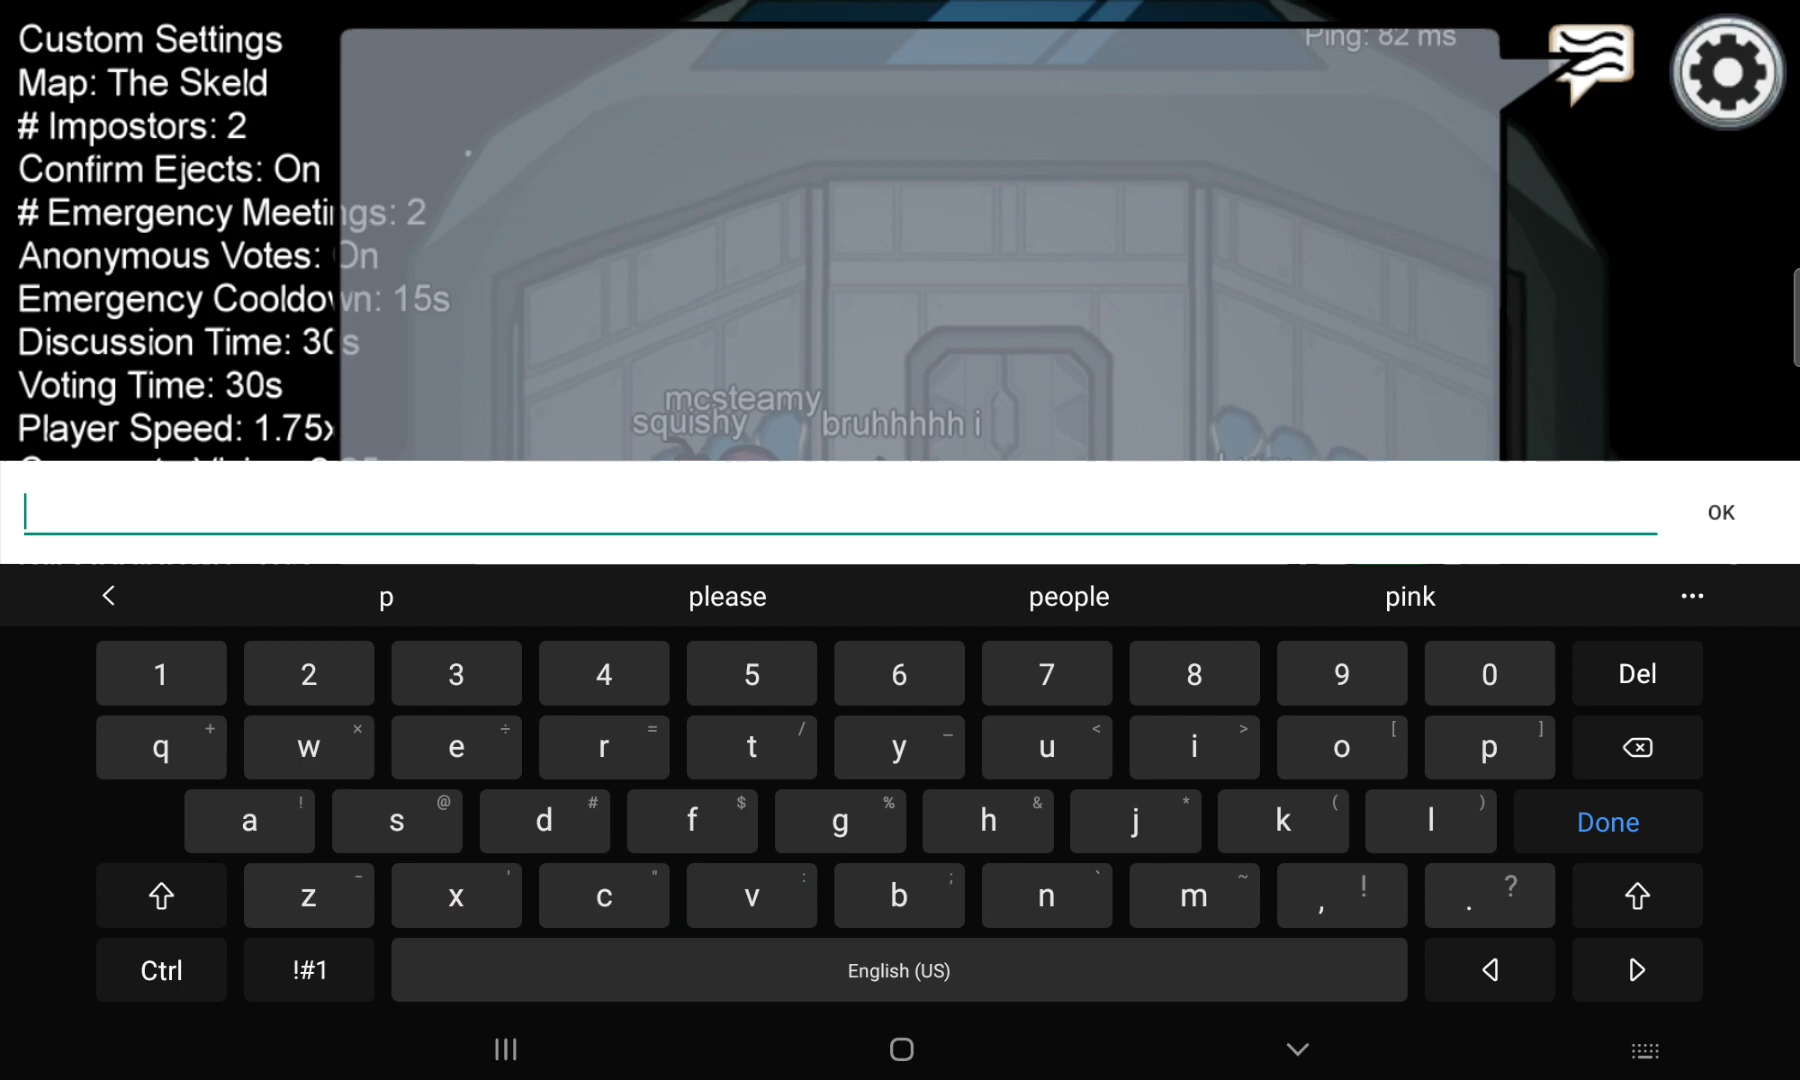 Custom Settings
Ping: 82 ms
Map: The Skeld
# Impostors: 2
Confirm Ejects: On
# Emergency Meetings: 2
Anonymous Votes: On
Emergency Cooldown: 15s
Discussion Time: 30s
Voting Time: 30s
Player Speed: 1.75x
mcsteamy
squishy
bruhhhhh i
OK
p please people pink
1 2 3 4 5 6 7 8 9 0 Del
+ × ÷ = / _ < > [ ]
q w e r t y u i o p
! @ # $ % & * ( )
a s d f g h j k l Done
- ' " : ; ` ~ ! ?
z x c v b n m , .
Ctrl !#1 English (US)